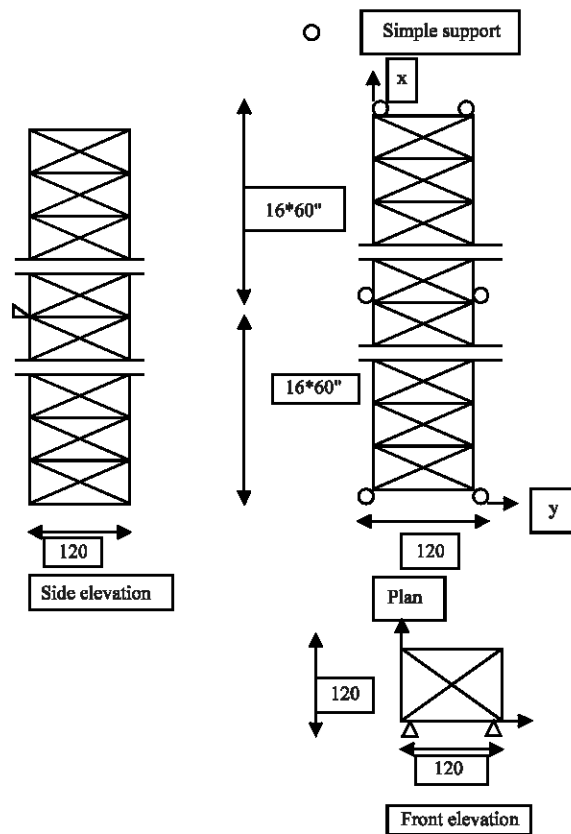 Simple support
x
16*60"
16*60"
y
120
120
Side elevation
Plan
120
120
Front elevation